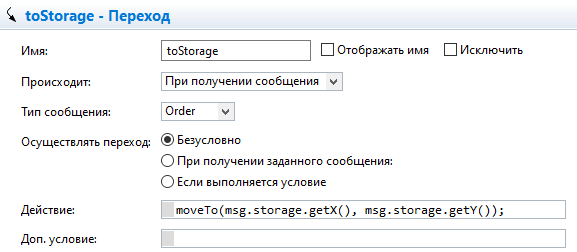 toStorage - Переход
Имя: toStorage Отображать имя Исключить
Происходит: При получении сообщения
Тип сообщения: Order
Осуществлять переход: Безусловно
При получении заданного сообщения:
Если выполняется условие
Действие: moveTo(msg.storage.getX(), msg.storage.getY());
Доп. условие: